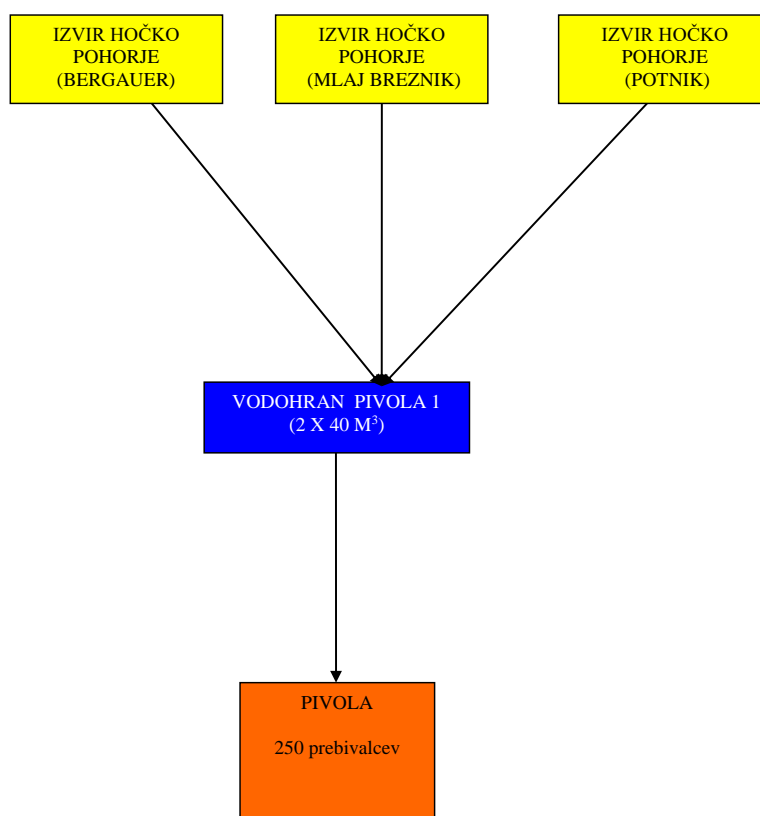 IZVIR HOČKO
POHORJE
(BERGAUER)
IZVIR HOČKO
POHORJE
(MLAJ BREZNIK)
IZVIR HOČKO
POHORJE
(POTNIK)
VODOHRAN  PIVOLA 1
(2 X 40 M³)
PIVOLA
250 prebivalcev